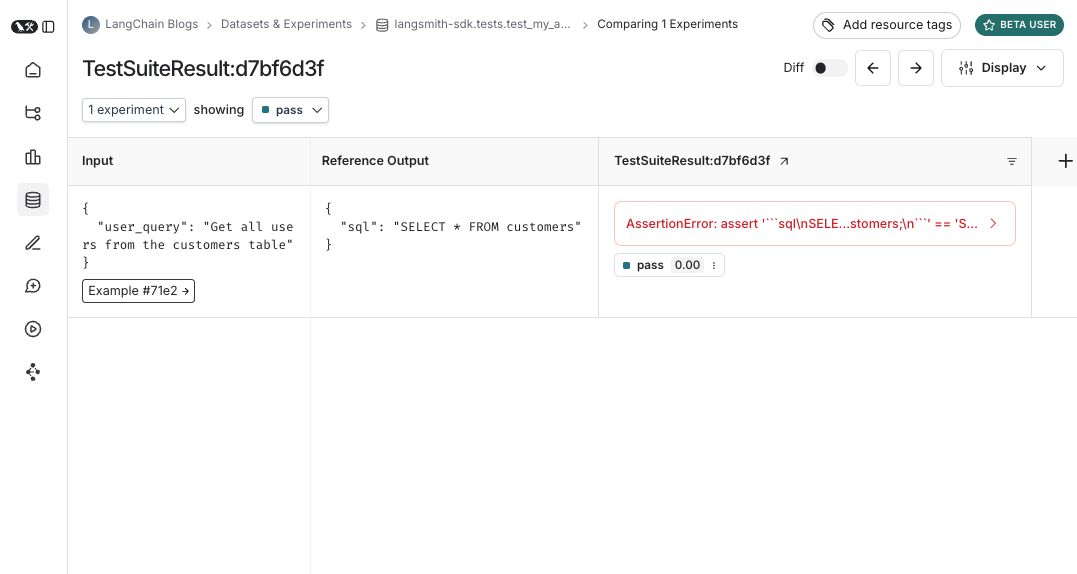 L LangChain Blogs > Datasets & Experiments > langsmith-sdk.tests.test_my_a... > Comparing 1 Experiments
Add resource tags
BETA USER
TestSuiteResult:d7bf6d3f
Diff
Display
1 experiment showing pass
Input
Reference Output
TestSuiteResult:d7bf6d3f
{
"user_query": "Get all use
rs from the customers table"
}
Example #71e2 →
{
"sql": "SELECT * FROM customers"
}
AssertionError: assert '```sql\nSELE...stomers;\n```' == 'S...
pass 0.00